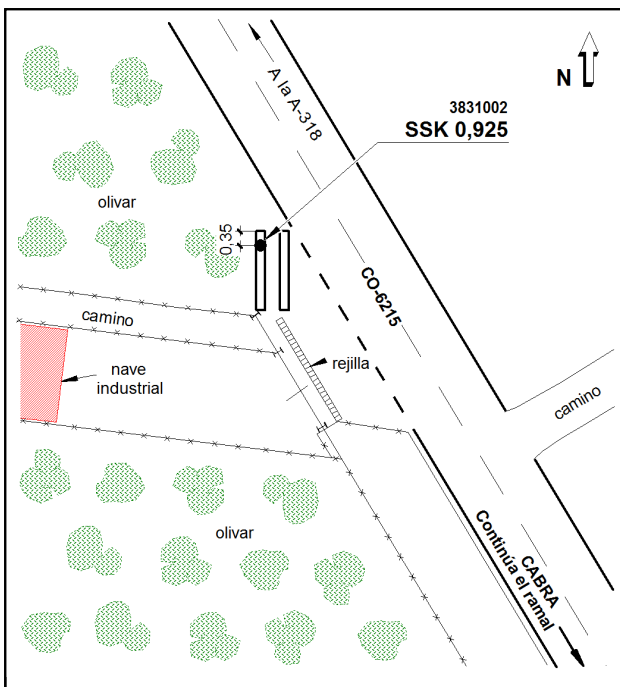 A la A-318
N
3831002
SSK 0,925
olivar
0,35
CO-6215
camino
rejilla
nave
industrial
camino
olivar
CABRA
Continúa el ramal